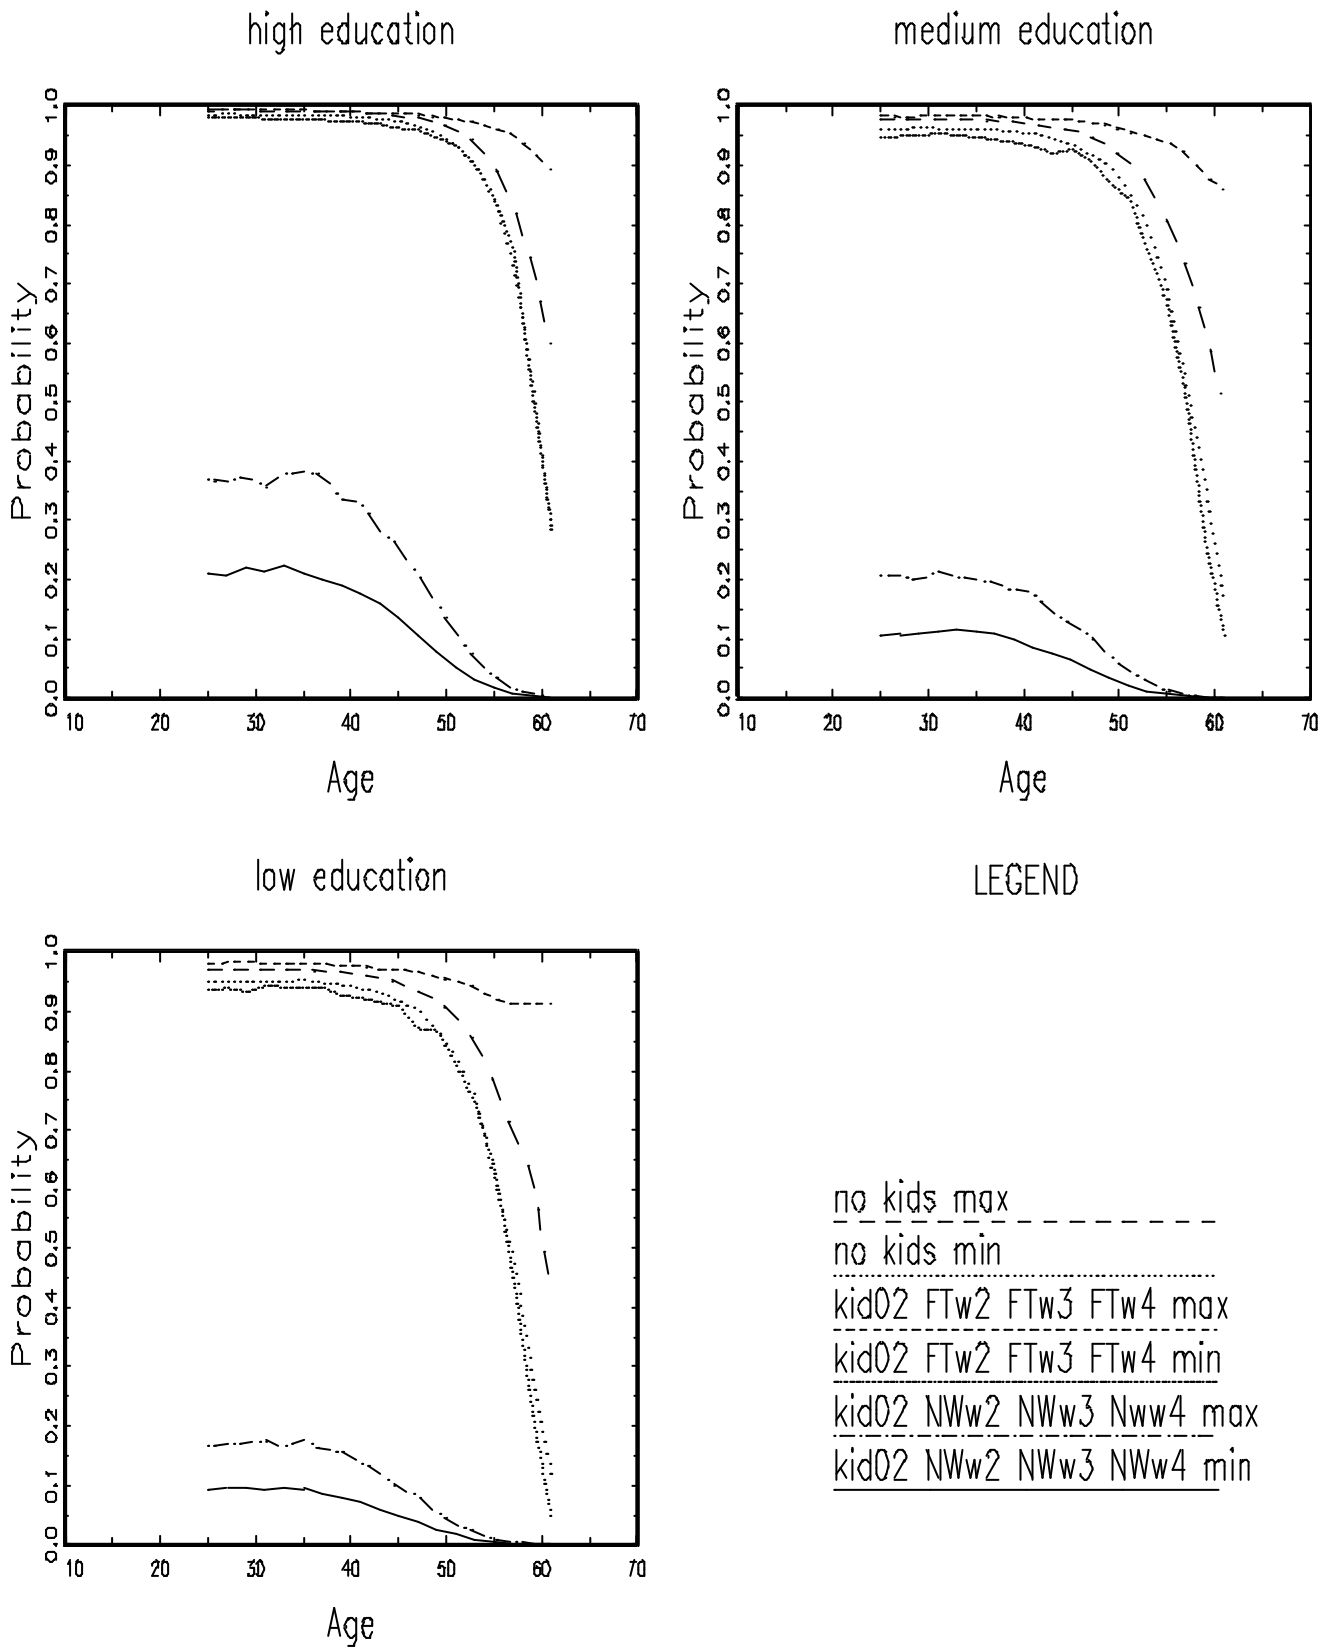 high education
Probability
1.0
0.9
0.8
0.7
0.6
0.5
0.4
0.3
0.2
0.1
0.0
10 20 30 40 50 60 70
Age
medium education
Probability
1.0
0.9
0.8
0.7
0.6
0.5
0.4
0.3
0.2
0.1
0.0
10 20 30 40 50 60 70
Age
low education
Probability
1.0
0.9
0.8
0.7
0.6
0.5
0.4
0.3
0.2
0.1
0.0
10 20 30 40 50 60 70
Age
LEGEND
no kids max
no kids min
kid02 FTw2 FTw3 FTw4 max
kid02 FTw2 FTw3 FTw4 min
kid02 NWw2 NWw3 Nww4 max
kid02 NWw2 NWw3 NWw4 min